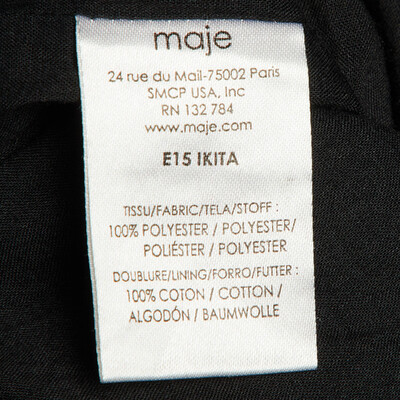 maje
24 rue du Mail-75002 Paris
SMCP USA, Inc
RN 132 784
www.maje.com
E15 IKITA
TISSU/FABRIC/TELA/STOFF :
100% POLYESTER / POLYESTER/
POLIÉSTER / POLYESTER
DOUBLURE/LINING/FORRO/FUTTER :
100% COTON / COTTON /
ALGODÓN / BAUMWOLLE